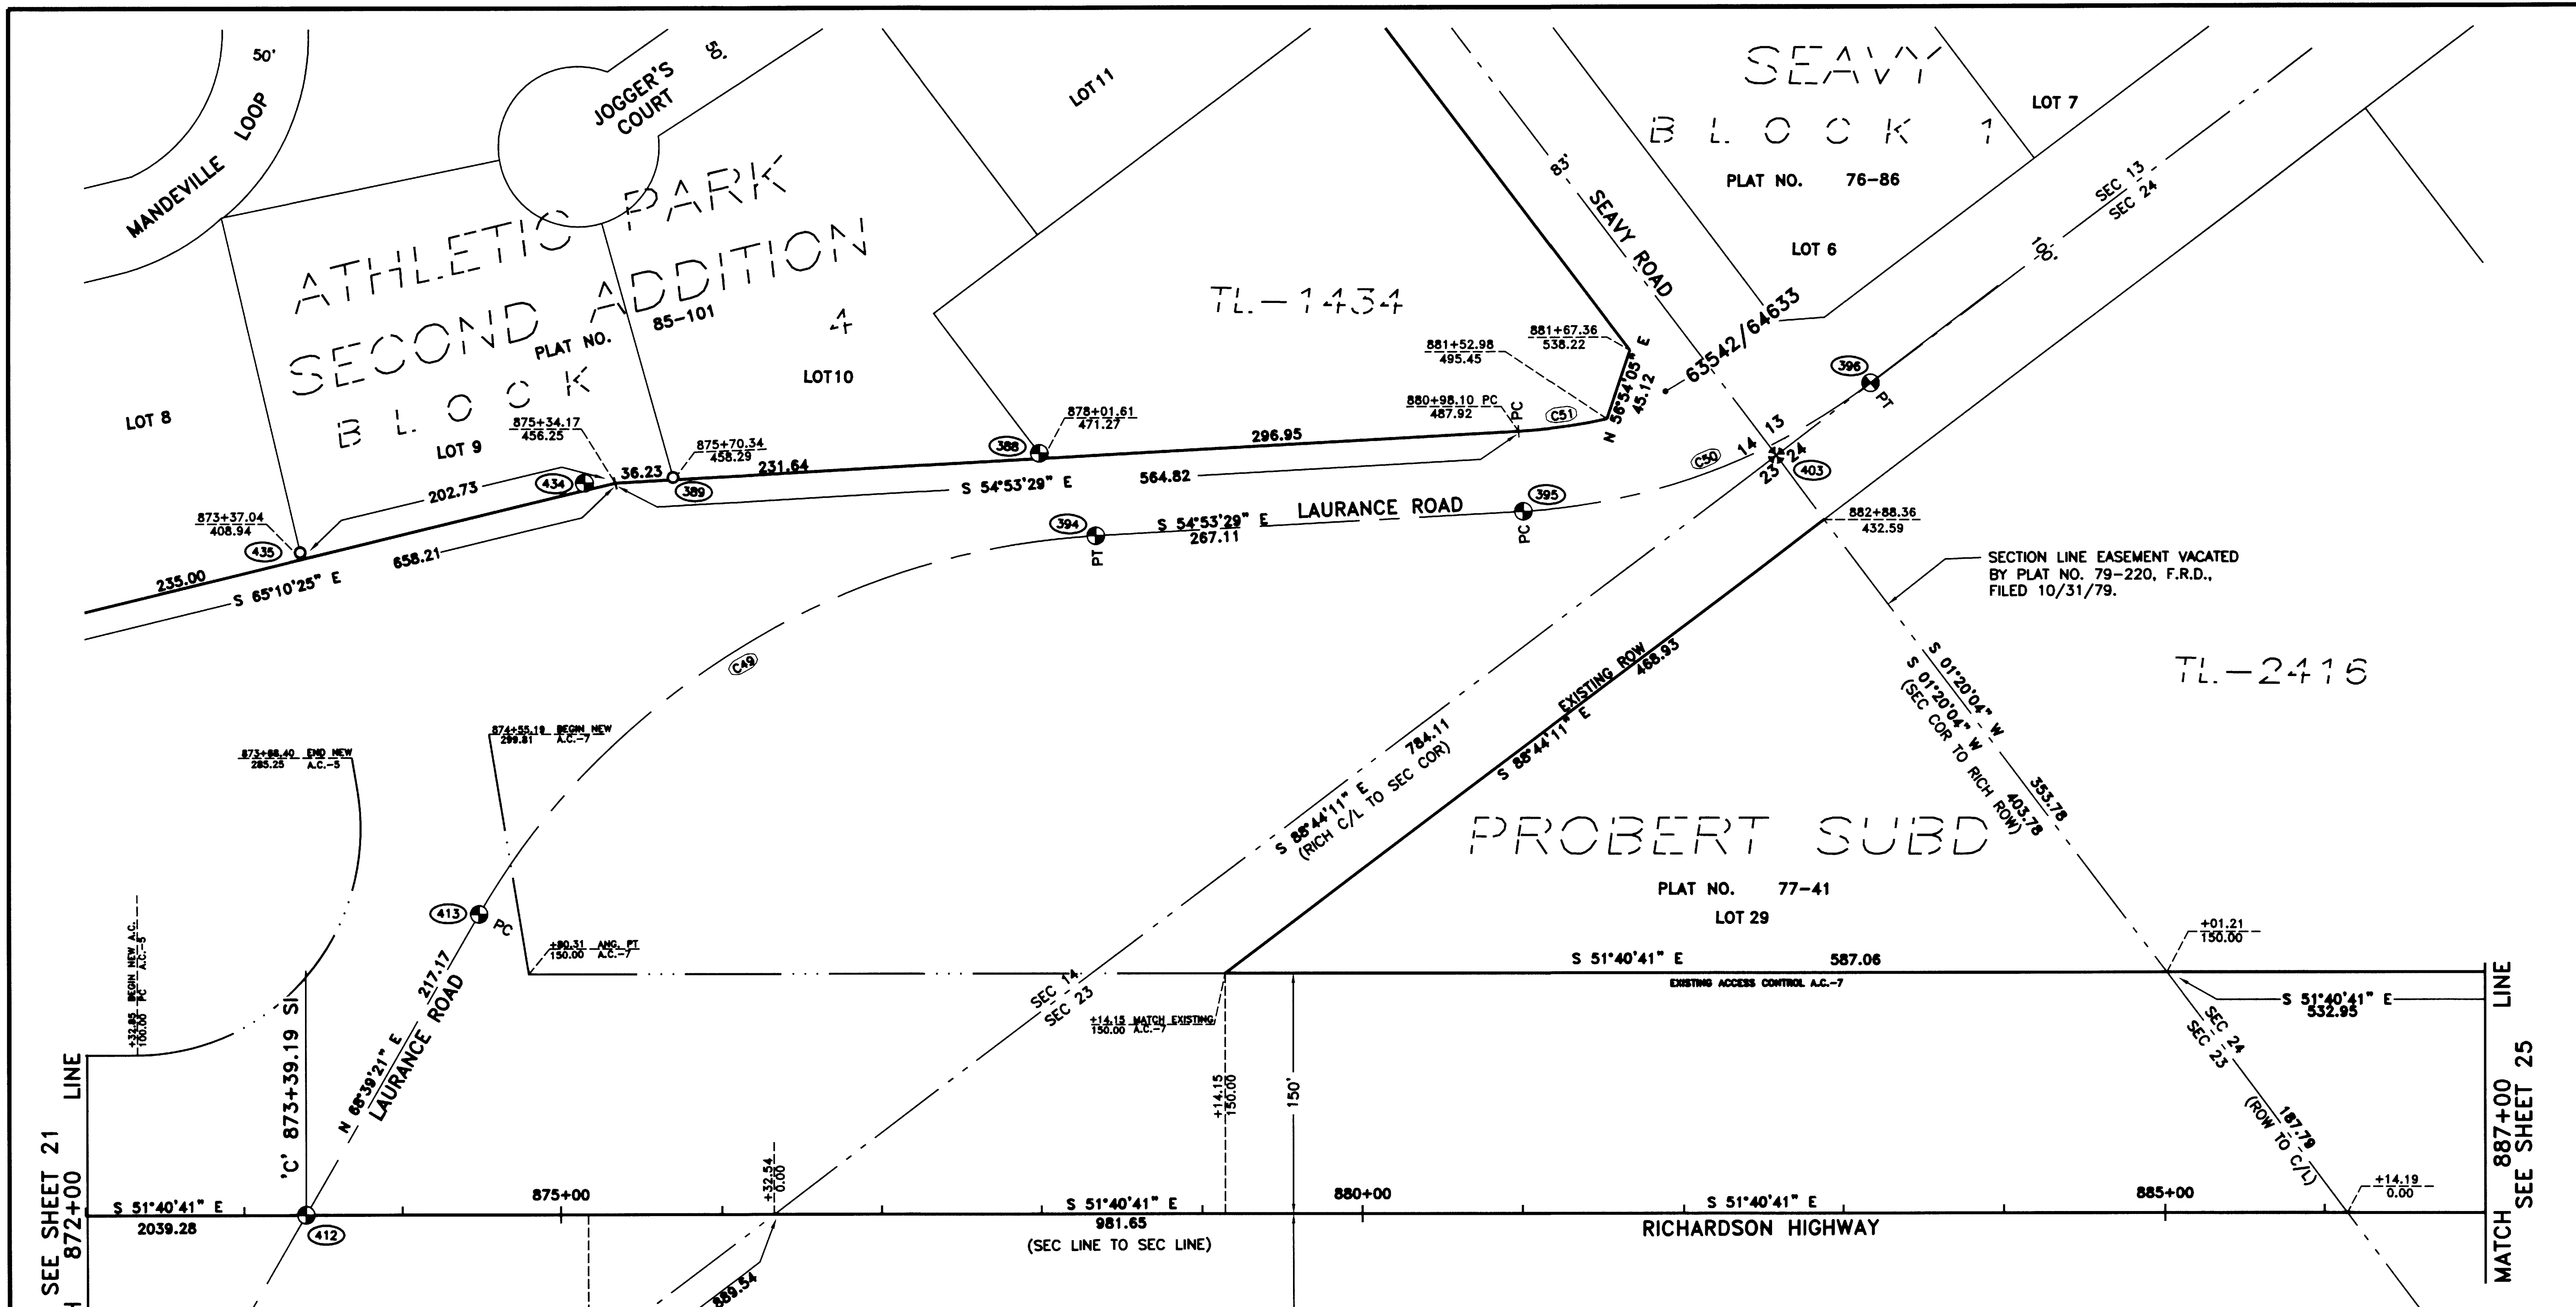 50'
MANDEVILLE LOOP
JOGGER'S
COURT
50'
LOT 11
SEAVY
BLOCK 1
PLAT NO. 76-86
LOT 7
LOT 6
83'
SEAVY ROAD
SEC 13
SEC 24
100'
ATHLETIC PARK
SECOND ADDITION
PLAT NO. 85-101
BLOCK 4
LOT 8
LOT 9
LOT 10
TL-1434
881+67.36
538.22
881+52.98
495.45
880+98.10 PC
487.92
PC
C51
N 56°54'05" E
45.12
63542/64633
396
PT
875+34.17
456.25
875+70.34
458.29
878+01.61
471.27
388
296.95
36.23
231.64
389
434
202.73
S 54°53'29" E 564.82
873+37.04
408.94
435
235.00
S 65°10'25" E 658.21
394
PT
S 54°53'29" E
267.11
LAURANCE ROAD
395
PC
C50
14 13
23 24
403
882+88.36
432.59
SECTION LINE EASEMENT VACATED
BY PLAT NO. 79-220, F.R.D.,
FILED 10/31/79.
C49
EXISTING ROW
468.93
S 88°44'11" E
784.11
S 88°44'11" E
(RICH C/L TO SEC COR)
S 01°20'04" W 353.78
S 01°20'04" W 403.78
(SEC COR TO RICH ROW)
TL-2416
873+68.40 END NEW
285.25 A.C.-5
874+55.19 BEGIN NEW
299.81 A.C.-7
PROBERT SUBD
PLAT NO. 77-41
LOT 29
413
PC
+32.85 BEGIN NEW A.C.
100.00 PC A.C.-5
+80.31 ANG. PT
150.00 A.C.-7
SEC 14
SEC 23
+14.15 MATCH EXISTING
150.00 A.C.-7
S 51°40'41" E 587.06
EXISTING ACCESS CONTROL A.C.-7
+01.21
150.00
S 51°40'41" E
532.95
SEC 24
SEC 23
217.17
N 68°39'21" E
LAURANCE ROAD
'C' 873+39.19 SI
+14.15
150.00
150'
187.79
(ROW TO C/L)
+14.19
0.00
+32.54
0.00
SEE SHEET 21
872+00 LINE
MATCH 887+00 LINE
SEE SHEET 25
S 51°40'41" E
2039.28
412
875+00
S 51°40'41" E
981.65
(SEC LINE TO SEC LINE)
880+00
S 51°40'41" E
RICHARDSON HIGHWAY
885+00
889.54